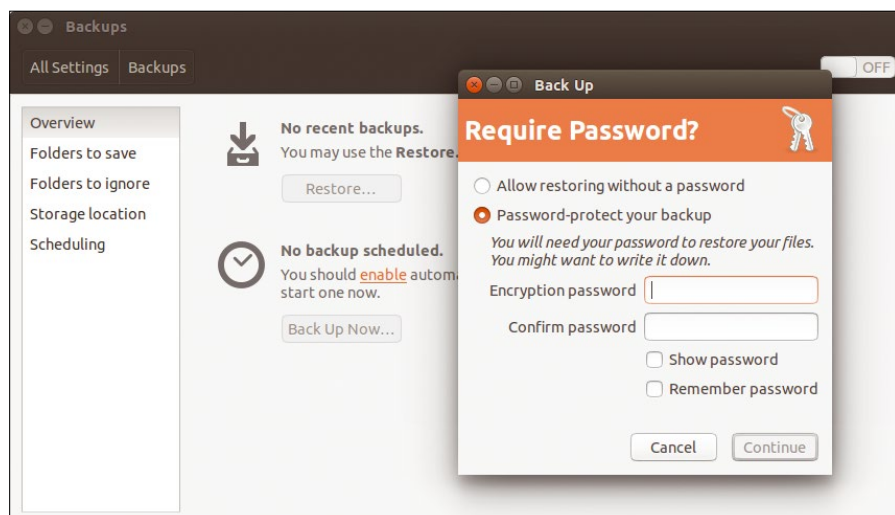 Backups
All Settings
Backups
OFF
Overview
Folders to save
Folders to ignore
Storage location
Scheduling
No recent backups.
You may use the Restore.
Restore...
No backup scheduled.
You should enable autom
start one now.
Back Up Now...
Back Up
Require Password?
Allow restoring without a password
Password-protect your backup
You will need your password to restore your files.
You might want to write it down.
Encryption password
Confirm password
Show password
Remember password
Cancel
Continue